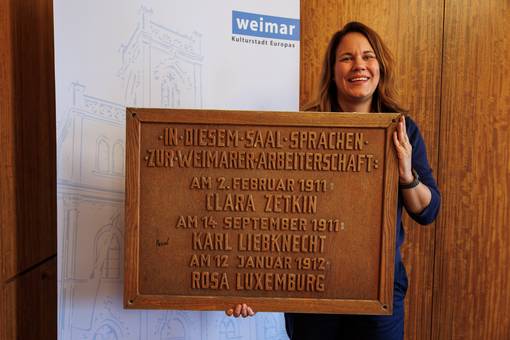 weimar
Kulturstadt Europas
·IN·DIESEM·SAAL·SPRACHEN·
·ZUR·WEIMARER·ARBEITERSCHAFT:
AM 2. FEBRUAR 1911
CLARA ZETKIN
AM 14. SEPTEMBER 1911
KARL LIEBKNECHT
AM 12 JANUAR 1912
ROSA LUXEMBURG